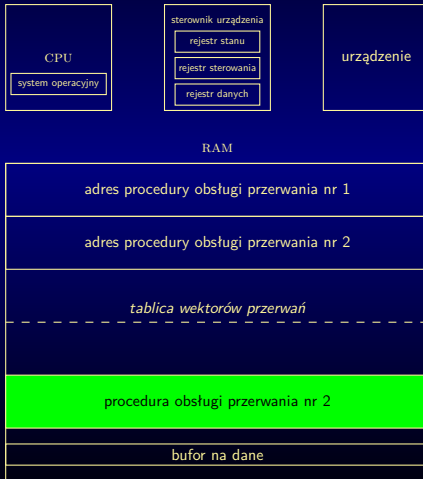 CPU
system operacyjny
sterownik urządzenia
rejestr stanu
rejestr sterowania
rejestr danych
urządzenie
RAM
adres procedury obsługi przerwania nr 1
adres procedury obsługi przerwania nr 2
tablica wektorów przerwań
procedura obsługi przerwania nr 2
bufor na dane